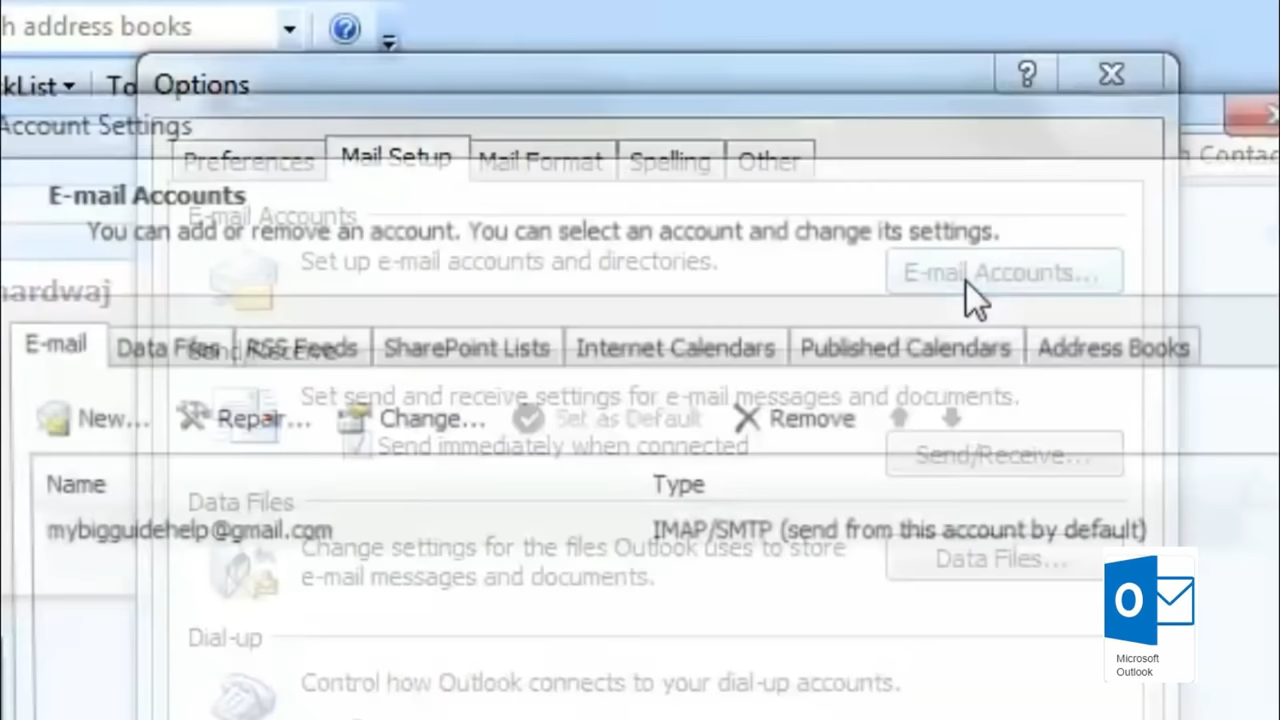 h address books
kList
To
Options
Account Settings
Preferences
Mail Setup
Mail Format
Spelling
Other
Contac
E-mail Accounts
E-mail Accounts
You can add or remove an account. You can select an account and change its settings.
Set up e-mail accounts and directories.
E-mail Accounts...
hardwaj
E-mail
Data Files
RSS Feeds
SharePoint Lists
Internet Calendars
Published Calendars
Address Books
Send/Receive
Set send and receive settings for e-mail messages and documents.
New...
Repair...
Change...
Set as Default
Remove
Send immediately when connected
Send/Receive...
Name
Type
Data Files
mybigguidehelp@gmail.com
IMAP/SMTP (send from this account by default)
Change settings for the files Outlook uses to store
e-mail messages and documents.
Data Files...
Dial-up
Control how Outlook connects to your dial-up accounts.
O
Microsoft
Outlook